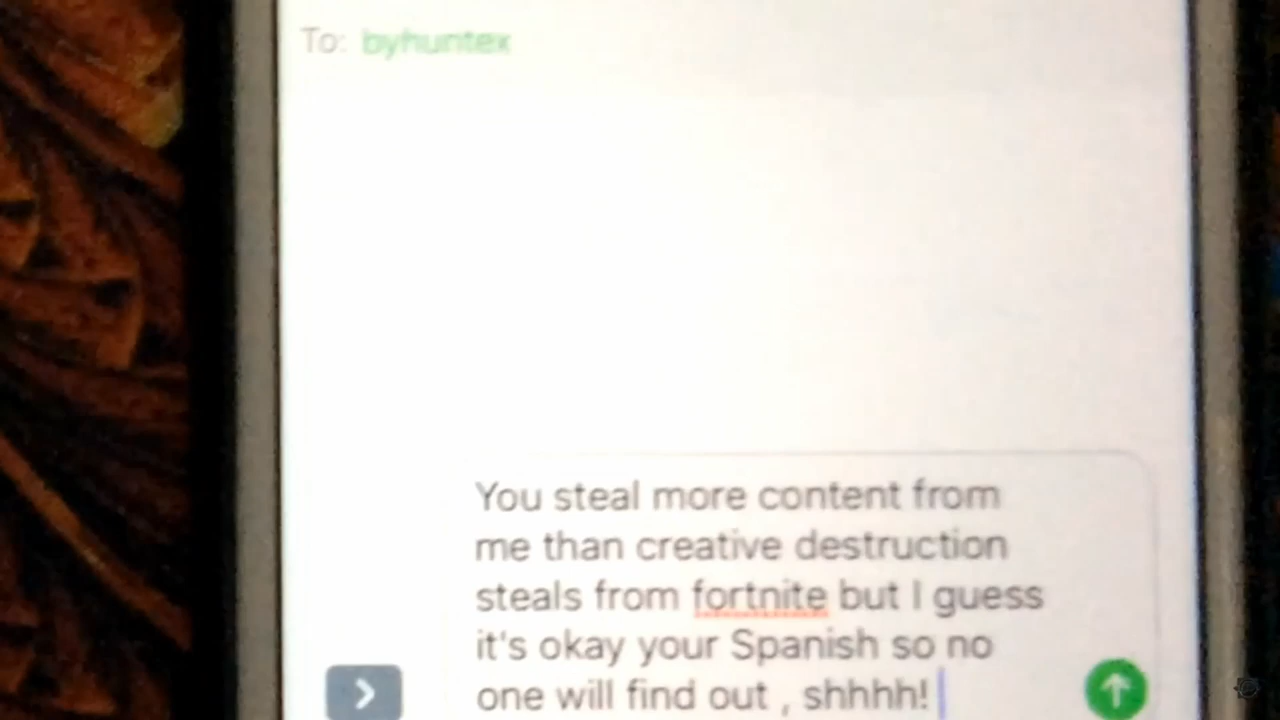 To: byhuntex
You steal more content from
me than creative destruction
steals from fortnite but I guess
it's okay your Spanish so no
one will find out , shhhh!